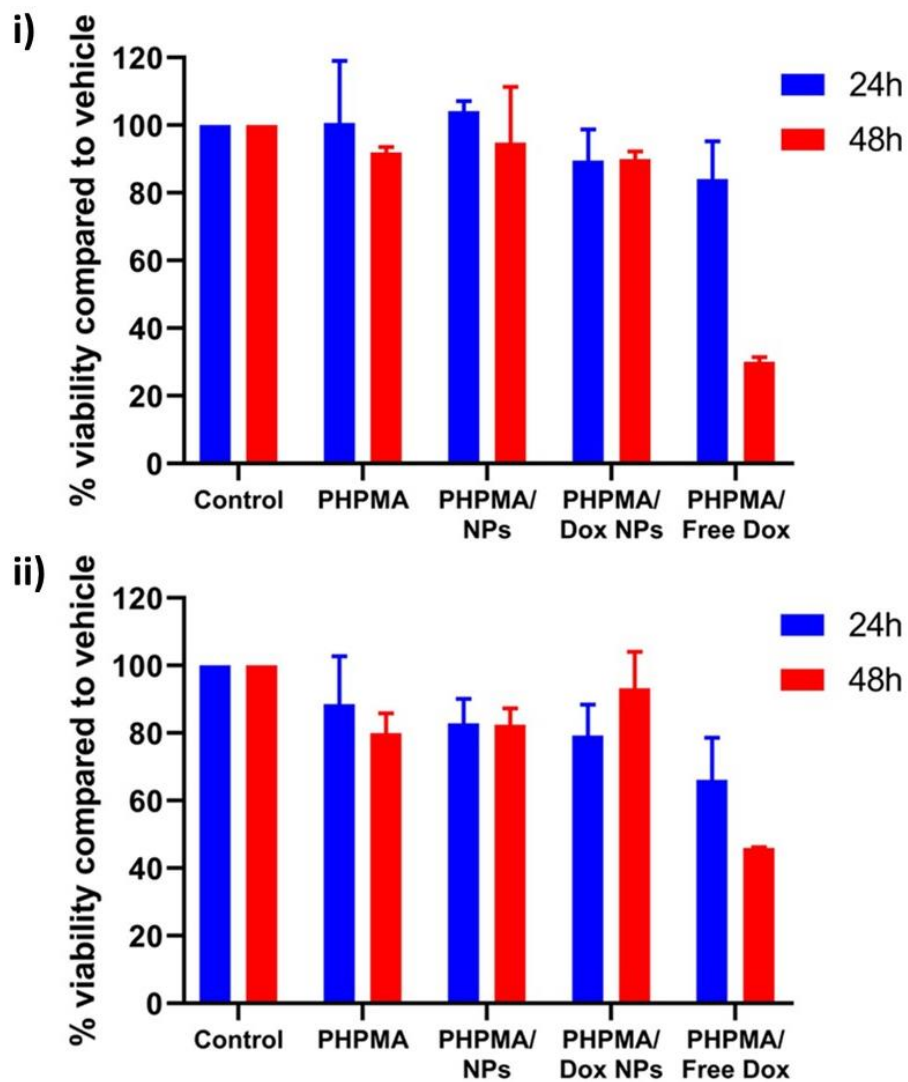 i)
% viability compared to vehicle
120
100
80
60
40
20
0
24h
48h
Control
PHPMA
PHPMA/
NPs
PHPMA/
Dox NPs
PHPMA/
Free Dox
ii)
% viability compared to vehicle
120
100
80
60
40
20
0
24h
48h
Control
PHPMA
PHPMA/
NPs
PHPMA/
Dox NPs
PHPMA/
Free Dox